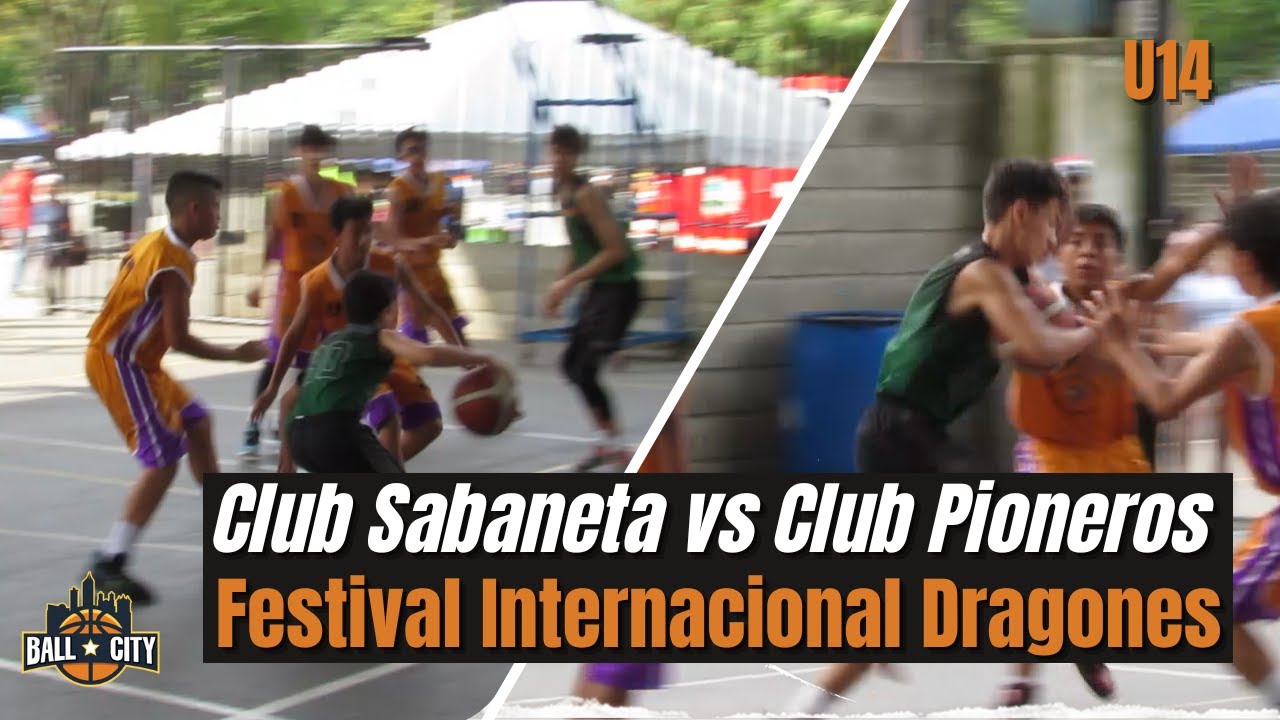 U14
Club Sabaneta vs Club Pioneros
Festival Internacional Dragones
BALL CITY